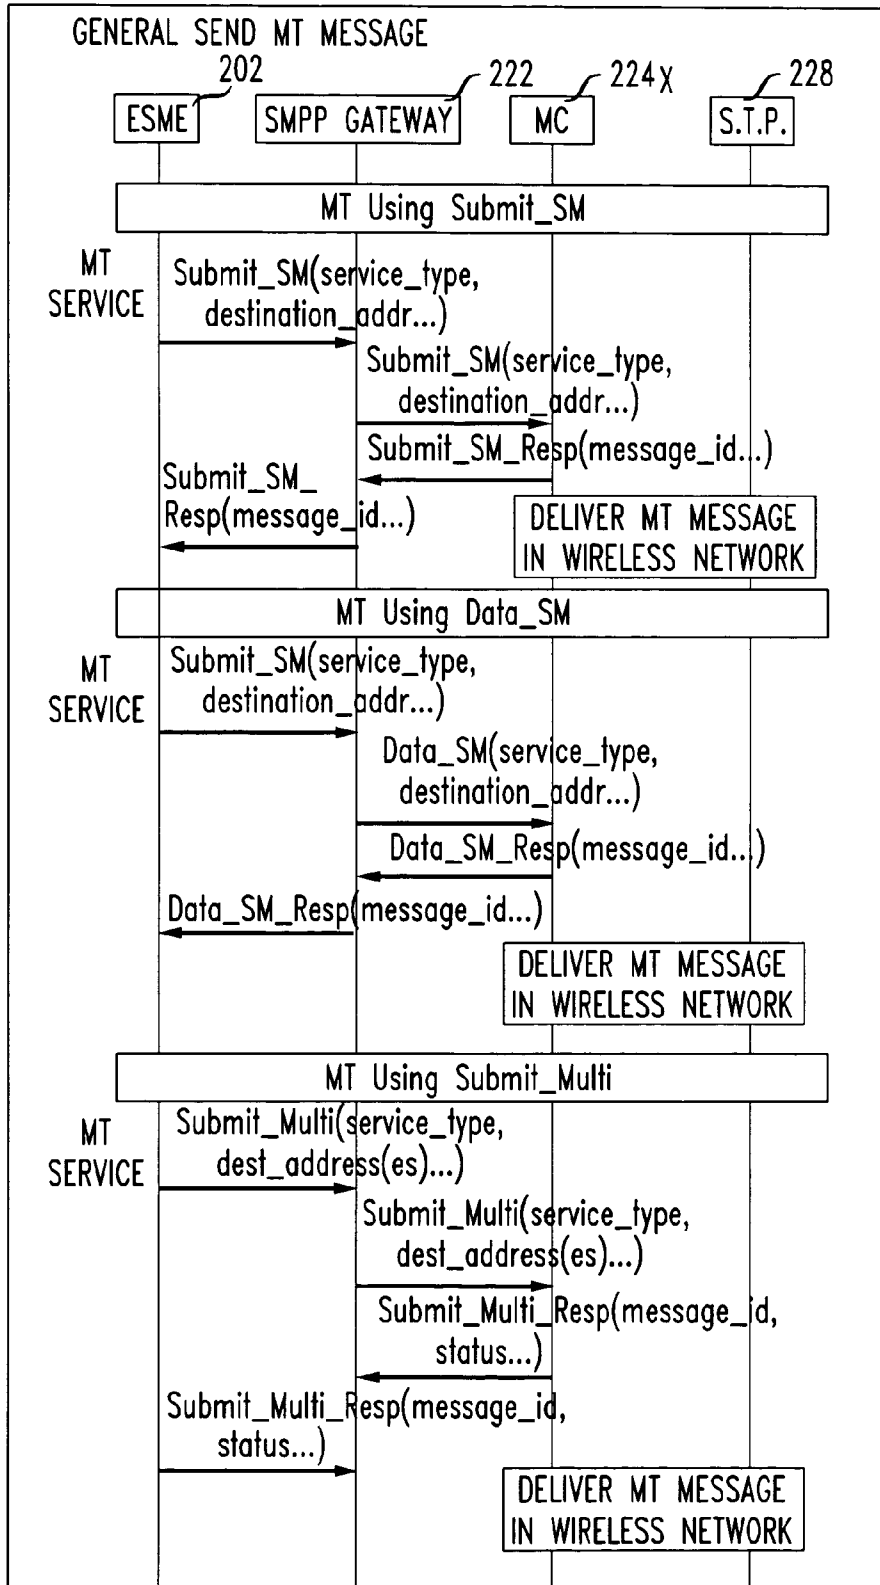 GENERAL SEND MT MESSAGE
202
222
224X
228
ESME
SMPP GATEWAY
MC
S.T.P.
MT Using Submit_SM
MT
SERVICE
Submit_SM(service_type,
destination_addr...)
Submit_SM(service_type,
destination_addr...)
Submit_SM_Resp(message_id...)
Submit_SM_
Resp(message_id...)
DELIVER MT MESSAGE
IN WIRELESS NETWORK
MT Using Data_SM
MT
SERVICE
Submit_SM(service_type,
destination_addr...)
Data_SM(service_type,
destination_addr...)
Data_SM_Resp(message_id...)
Data_SM_Resp(message_id...)
DELIVER MT MESSAGE
IN WIRELESS NETWORK
MT Using Submit_Multi
MT
SERVICE
Submit_Multi(service_type,
dest_address(es)...)
Submit_Multi(service_type,
dest_address(es)...)
Submit_Multi_Resp(message_id,
status...)
Submit_Multi_Resp(message_id,
status...)
DELIVER MT MESSAGE
IN WIRELESS NETWORK